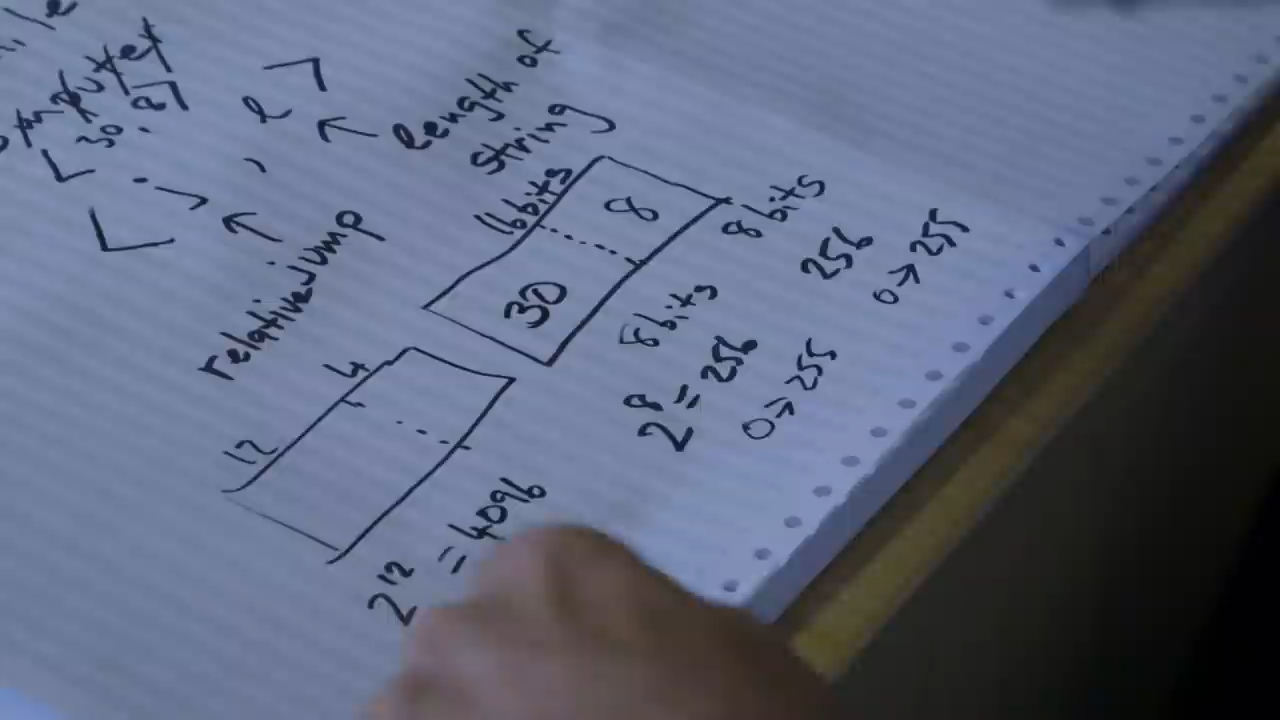 computer
[30,8]
[j, l]
relative jump
length of
string
16 bits
30 8
8 bits 8 bits
2⁸ = 256 256
0→255 0→255
12 4
2¹² = 4096